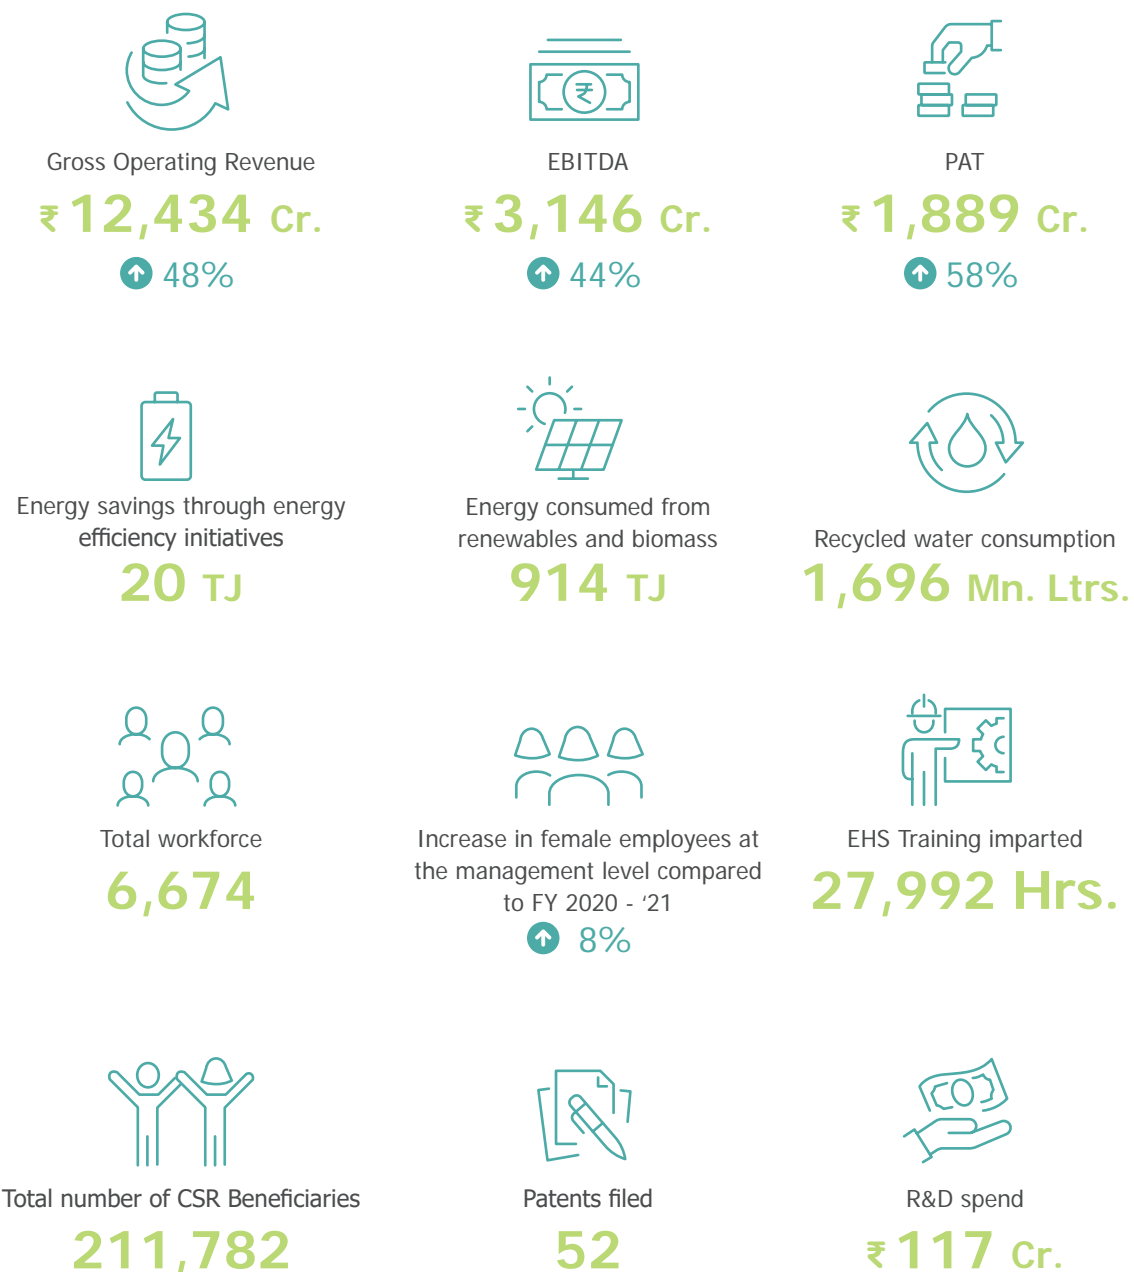 Gross Operating Revenue
₹ 12,434 Cr.
48%
EBITDA
₹ 3,146 Cr.
44%
PAT
₹ 1,889 Cr.
58%
Energy savings through energy
efficiency initiatives
20 TJ
Energy consumed from
renewables and biomass
914 TJ
Recycled water consumption
1,696 Mn. Ltrs.
Total workforce
6,674
Increase in female employees at
the management level compared
to FY 2020 - ‘21
8%
EHS Training imparted
27,992 Hrs.
Total number of CSR Beneficiaries
211,782
Patents filed
52
R&D spend
₹ 117 Cr.